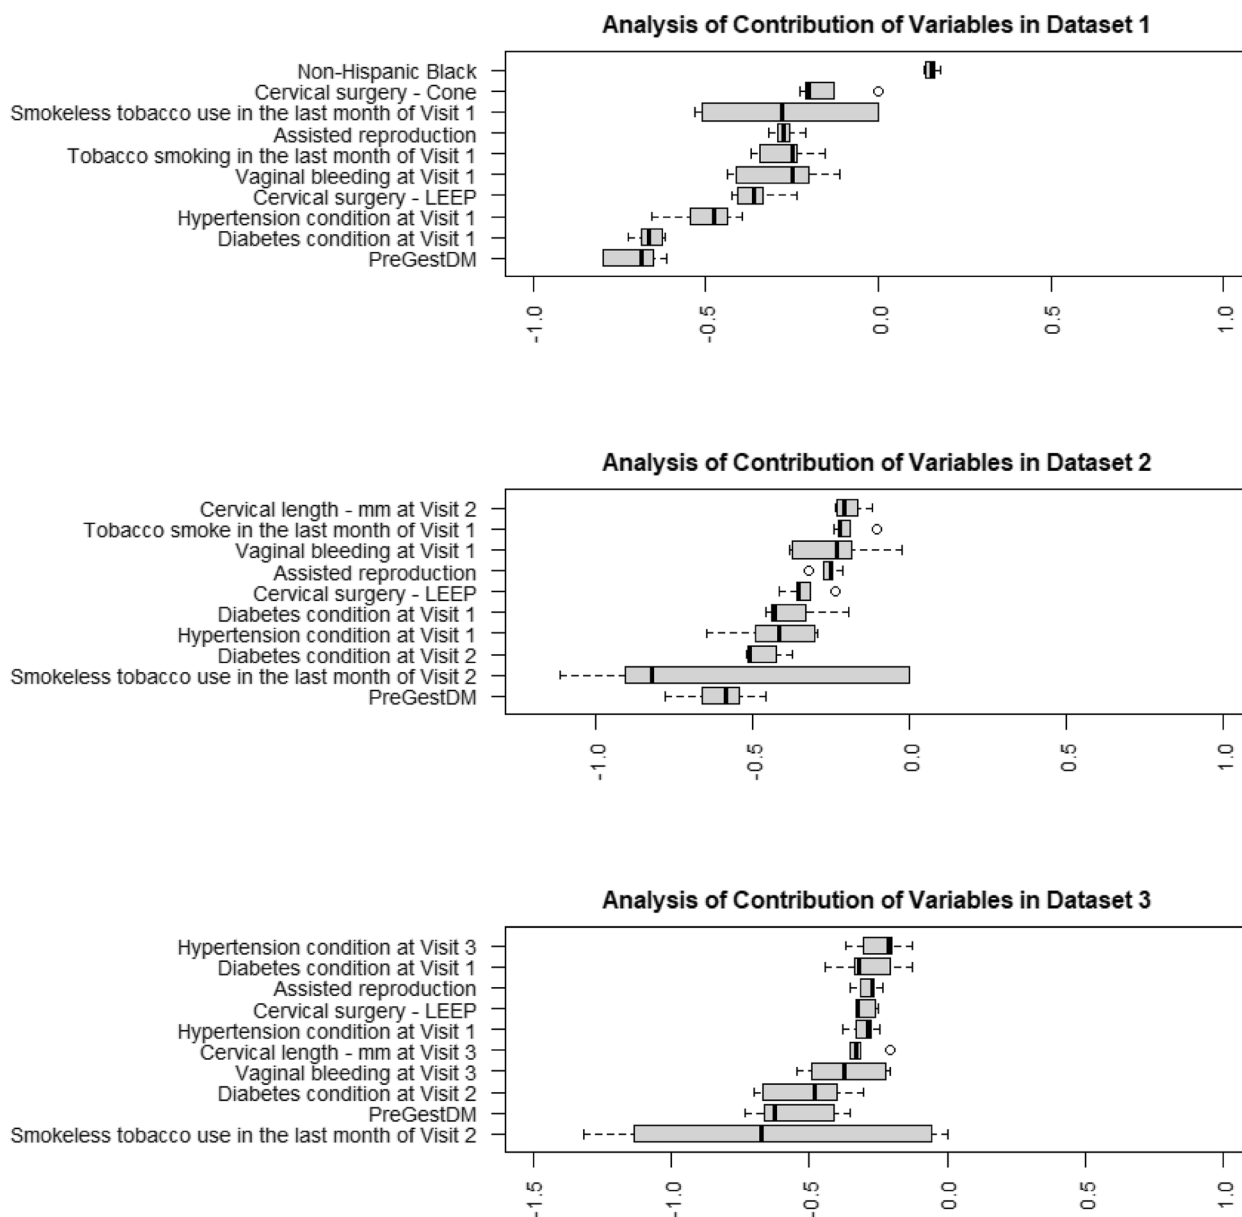 Analysis of Contribution of Variables in Dataset 1
Non-Hispanic Black
Cervical surgery - Cone
Smokeless tobacco use in the last month of Visit 1
Assisted reproduction
Tobacco smoking in the last month of Visit 1
Vaginal bleeding at Visit 1
Cervical surgery - LEEP
Hypertension condition at Visit 1
Diabetes condition at Visit 1
PreGestDM
-1.0 -0.5 0.0 0.5 1.0
Analysis of Contribution of Variables in Dataset 2
Cervical length - mm at Visit 2
Tobacco smoke in the last month of Visit 1
Vaginal bleeding at Visit 1
Assisted reproduction
Cervical surgery - LEEP
Diabetes condition at Visit 1
Hypertension condition at Visit 1
Diabetes condition at Visit 2
Smokeless tobacco use in the last month of Visit 2
PreGestDM
-1.0 -0.5 0.0 0.5 1.0
Analysis of Contribution of Variables in Dataset 3
Hypertension condition at Visit 3
Diabetes condition at Visit 1
Assisted reproduction
Cervical surgery - LEEP
Hypertension condition at Visit 1
Cervical length - mm at Visit 3
Vaginal bleeding at Visit 3
Diabetes condition at Visit 2
PreGestDM
Smokeless tobacco use in the last month of Visit 2
-1.5 -1.0 -0.5 0.0 0.5 1.0